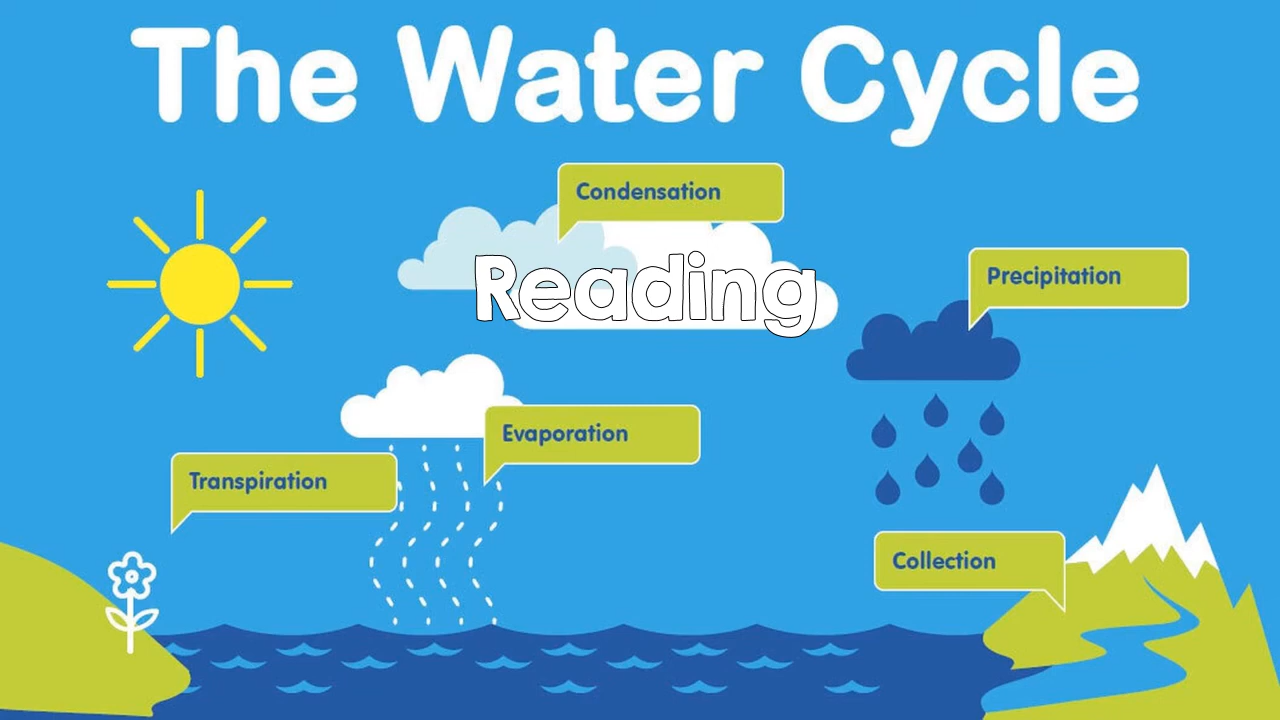 The Water Cycle
Condensation
Reading
Precipitation
Evaporation
Transpiration
Collection